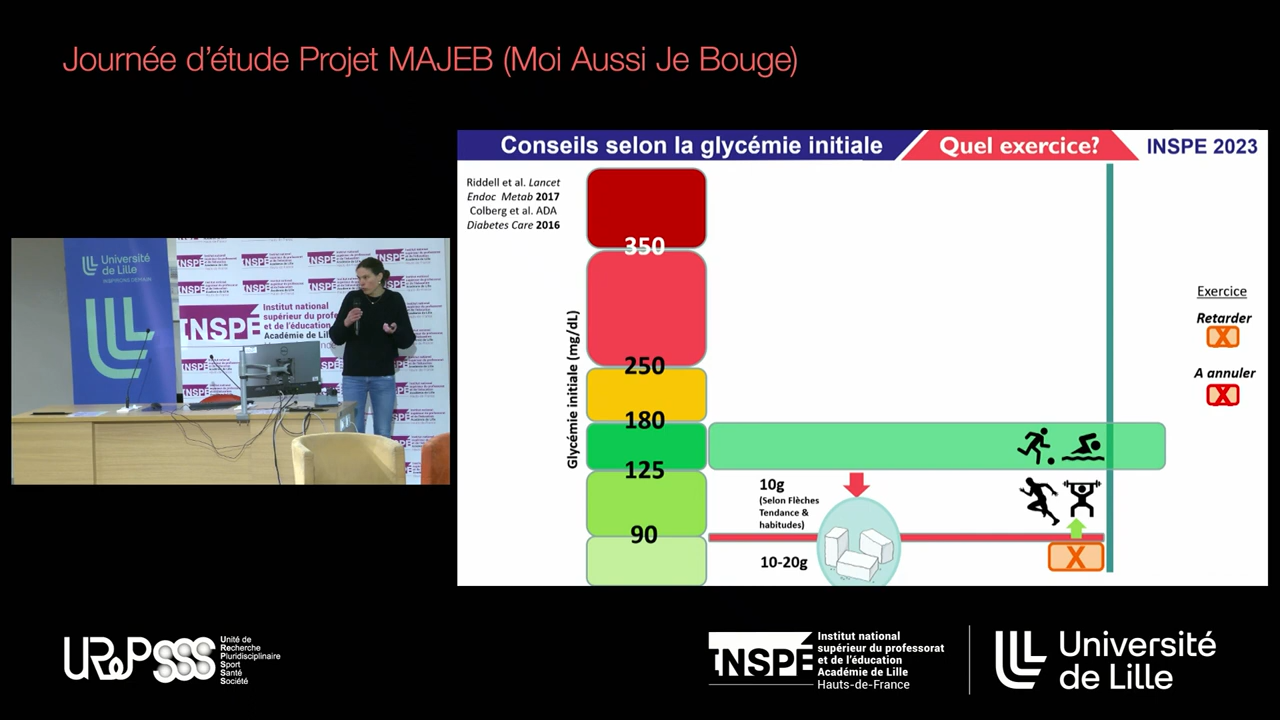 Journée d'étude Projet MAJEB (Moi Aussi Je Bouge)
Conseils selon la glycémie initiale
Quel exercice?
INSPE 2023
Riddell et al. Lancet
Endoc Metab 2017
Colberg et al. ADA
Diabetes Care 2016
Glycémie initiale (mg/dL)
350
250
180
125
90
10g
(Selon Flèches
Tendance &
habitudes)
10-20g
X
Exercice
Retarder
X
A annuler
X
Université
de Lille
INSPÉ
Institut national
supérieur du profes
et de l'éducation
Académie de Lille
URePSSS
Unité de
Recherche
Pluridisciplinaire
Sport
Santé
Société
INSPÉ
Institut national
supérieur du professorat
et de l'éducation
Académie de Lille
Hauts-de-France
Université
de Lille